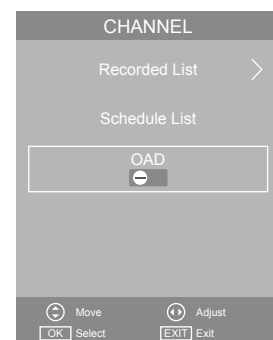 CHANNEL
Recorded List
Schedule List
OAD
Move Adjust
OK Select EXIT Exit